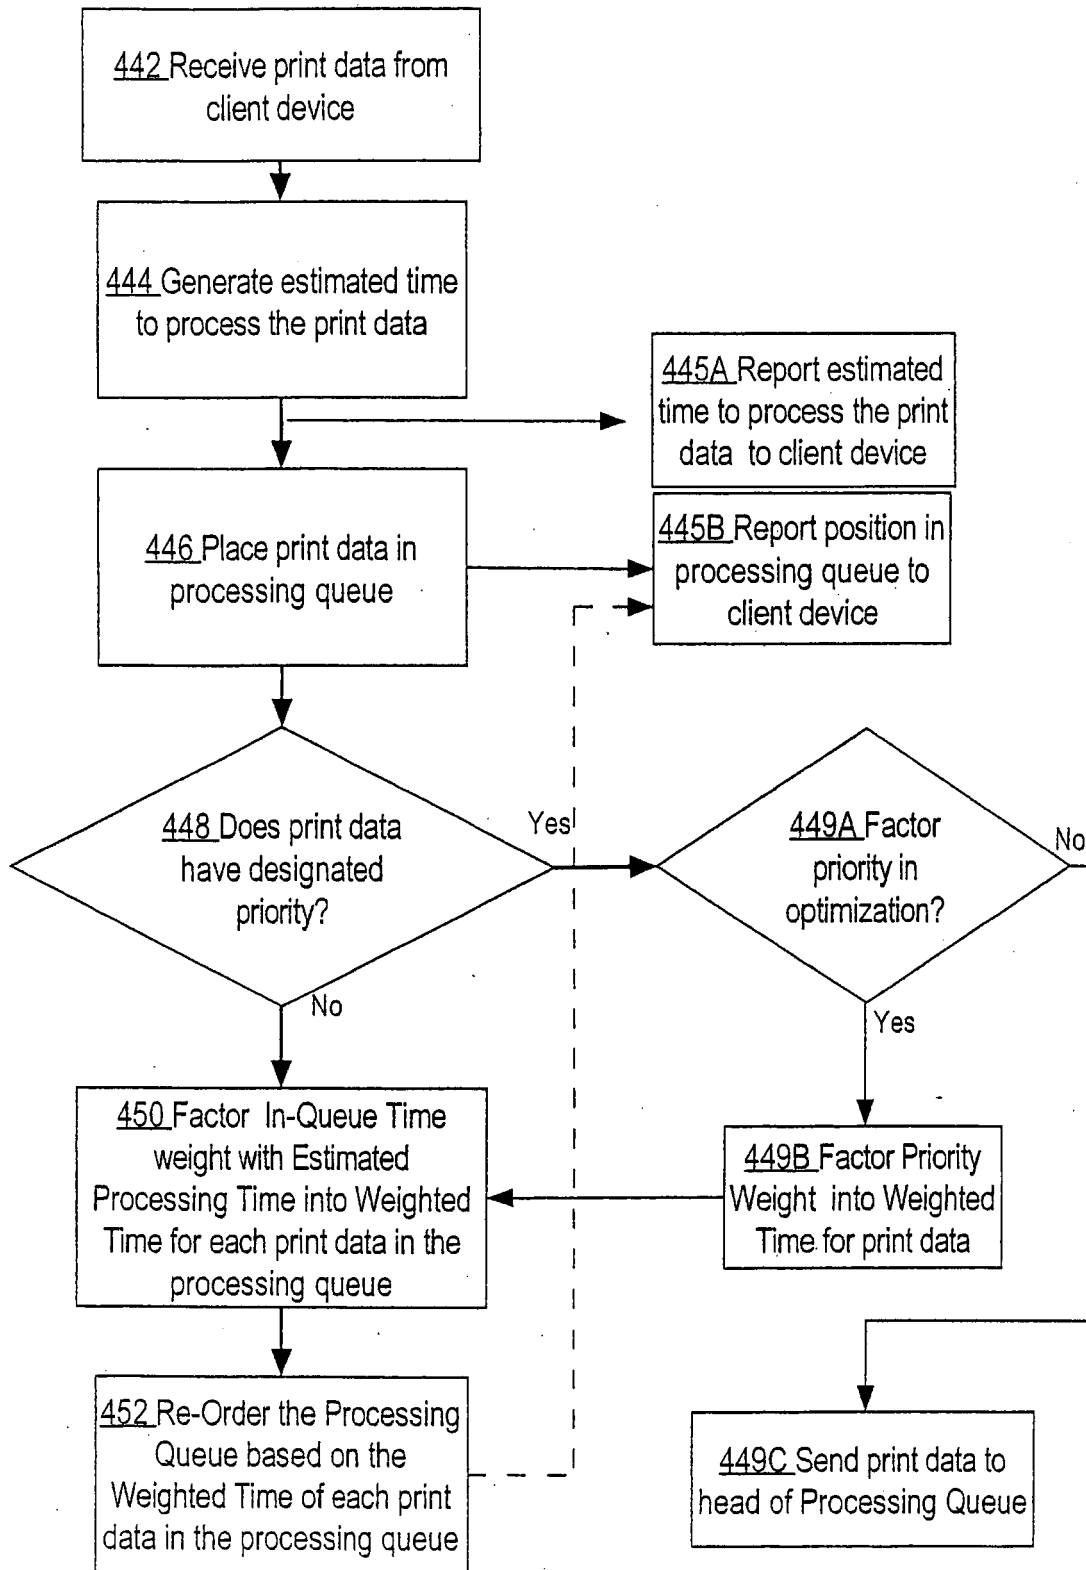 442 Receive print data from
client device
444 Generate estimated time
to process the print data
445A Report estimated
time to process the print
data to client device
446 Place print data in
processing queue
445B Report position in
processing queue to
client device
448 Does print data
have designated
priority?
Yes
449A Factor
priority in
optimization?
No
No
Yes
450 Factor In-Queue Time
weight with Estimated
Processing Time into Weighted
Time for each print data in the
processing queue
449B Factor Priority
Weight into Weighted
Time for print data
452 Re-Order the Processing
Queue based on the
Weighted Time of each print
data in the processing queue
449C Send print data to
head of Processing Queue